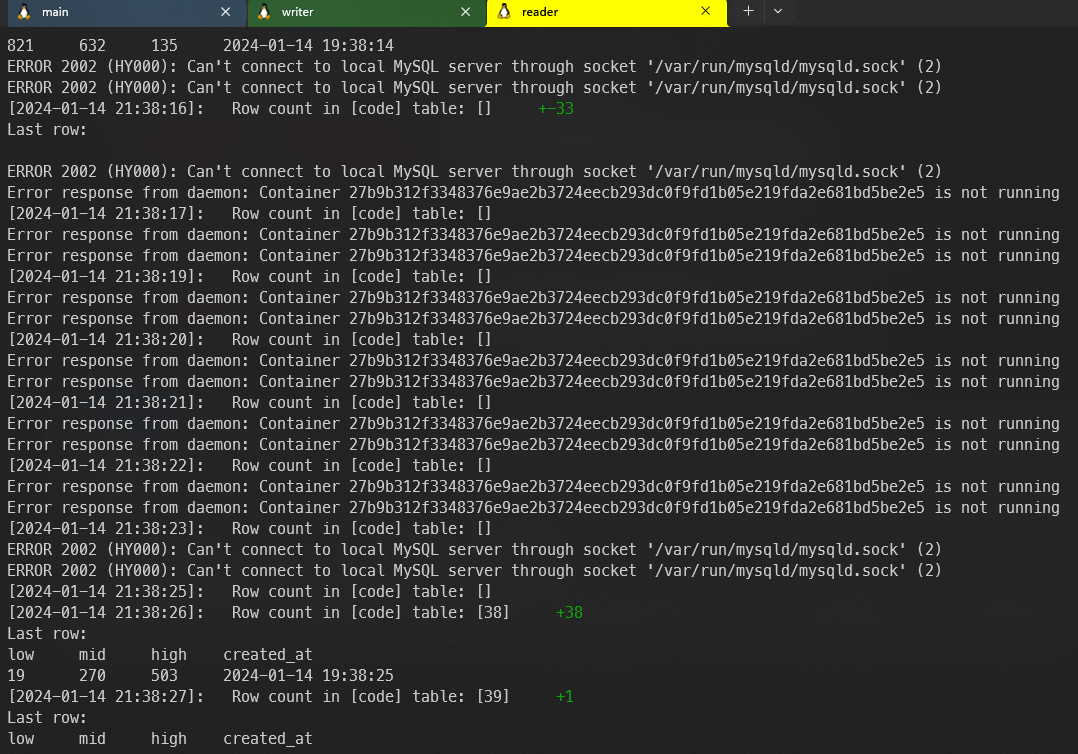 main × writer × reader × + ⌄
821 632 135 2024-01-14 19:38:14
ERROR 2002 (HY000): Can't connect to local MySQL server through socket '/var/run/mysqld/mysqld.sock' (2)
ERROR 2002 (HY000): Can't connect to local MySQL server through socket '/var/run/mysqld/mysqld.sock' (2)
[2024-01-14 21:38:16]: Row count in [code] table: [] +-33
Last row:

ERROR 2002 (HY000): Can't connect to local MySQL server through socket '/var/run/mysqld/mysqld.sock' (2)
Error response from daemon: Container 27b9b312f3348376e9ae2b3724eecb293dc0f9fd1b05e219fda2e681bd5be2e5 is not running
[2024-01-14 21:38:17]: Row count in [code] table: []
Error response from daemon: Container 27b9b312f3348376e9ae2b3724eecb293dc0f9fd1b05e219fda2e681bd5be2e5 is not running
Error response from daemon: Container 27b9b312f3348376e9ae2b3724eecb293dc0f9fd1b05e219fda2e681bd5be2e5 is not running
[2024-01-14 21:38:19]: Row count in [code] table: []
Error response from daemon: Container 27b9b312f3348376e9ae2b3724eecb293dc0f9fd1b05e219fda2e681bd5be2e5 is not running
Error response from daemon: Container 27b9b312f3348376e9ae2b3724eecb293dc0f9fd1b05e219fda2e681bd5be2e5 is not running
[2024-01-14 21:38:20]: Row count in [code] table: []
Error response from daemon: Container 27b9b312f3348376e9ae2b3724eecb293dc0f9fd1b05e219fda2e681bd5be2e5 is not running
Error response from daemon: Container 27b9b312f3348376e9ae2b3724eecb293dc0f9fd1b05e219fda2e681bd5be2e5 is not running
[2024-01-14 21:38:21]: Row count in [code] table: []
Error response from daemon: Container 27b9b312f3348376e9ae2b3724eecb293dc0f9fd1b05e219fda2e681bd5be2e5 is not running
Error response from daemon: Container 27b9b312f3348376e9ae2b3724eecb293dc0f9fd1b05e219fda2e681bd5be2e5 is not running
[2024-01-14 21:38:22]: Row count in [code] table: []
Error response from daemon: Container 27b9b312f3348376e9ae2b3724eecb293dc0f9fd1b05e219fda2e681bd5be2e5 is not running
Error response from daemon: Container 27b9b312f3348376e9ae2b3724eecb293dc0f9fd1b05e219fda2e681bd5be2e5 is not running
[2024-01-14 21:38:23]: Row count in [code] table: []
ERROR 2002 (HY000): Can't connect to local MySQL server through socket '/var/run/mysqld/mysqld.sock' (2)
ERROR 2002 (HY000): Can't connect to local MySQL server through socket '/var/run/mysqld/mysqld.sock' (2)
[2024-01-14 21:38:25]: Row count in [code] table: []
[2024-01-14 21:38:26]: Row count in [code] table: [38] +38
Last row:
low mid high created_at
19 270 503 2024-01-14 19:38:25
[2024-01-14 21:38:27]: Row count in [code] table: [39] +1
Last row:
low mid high created_at